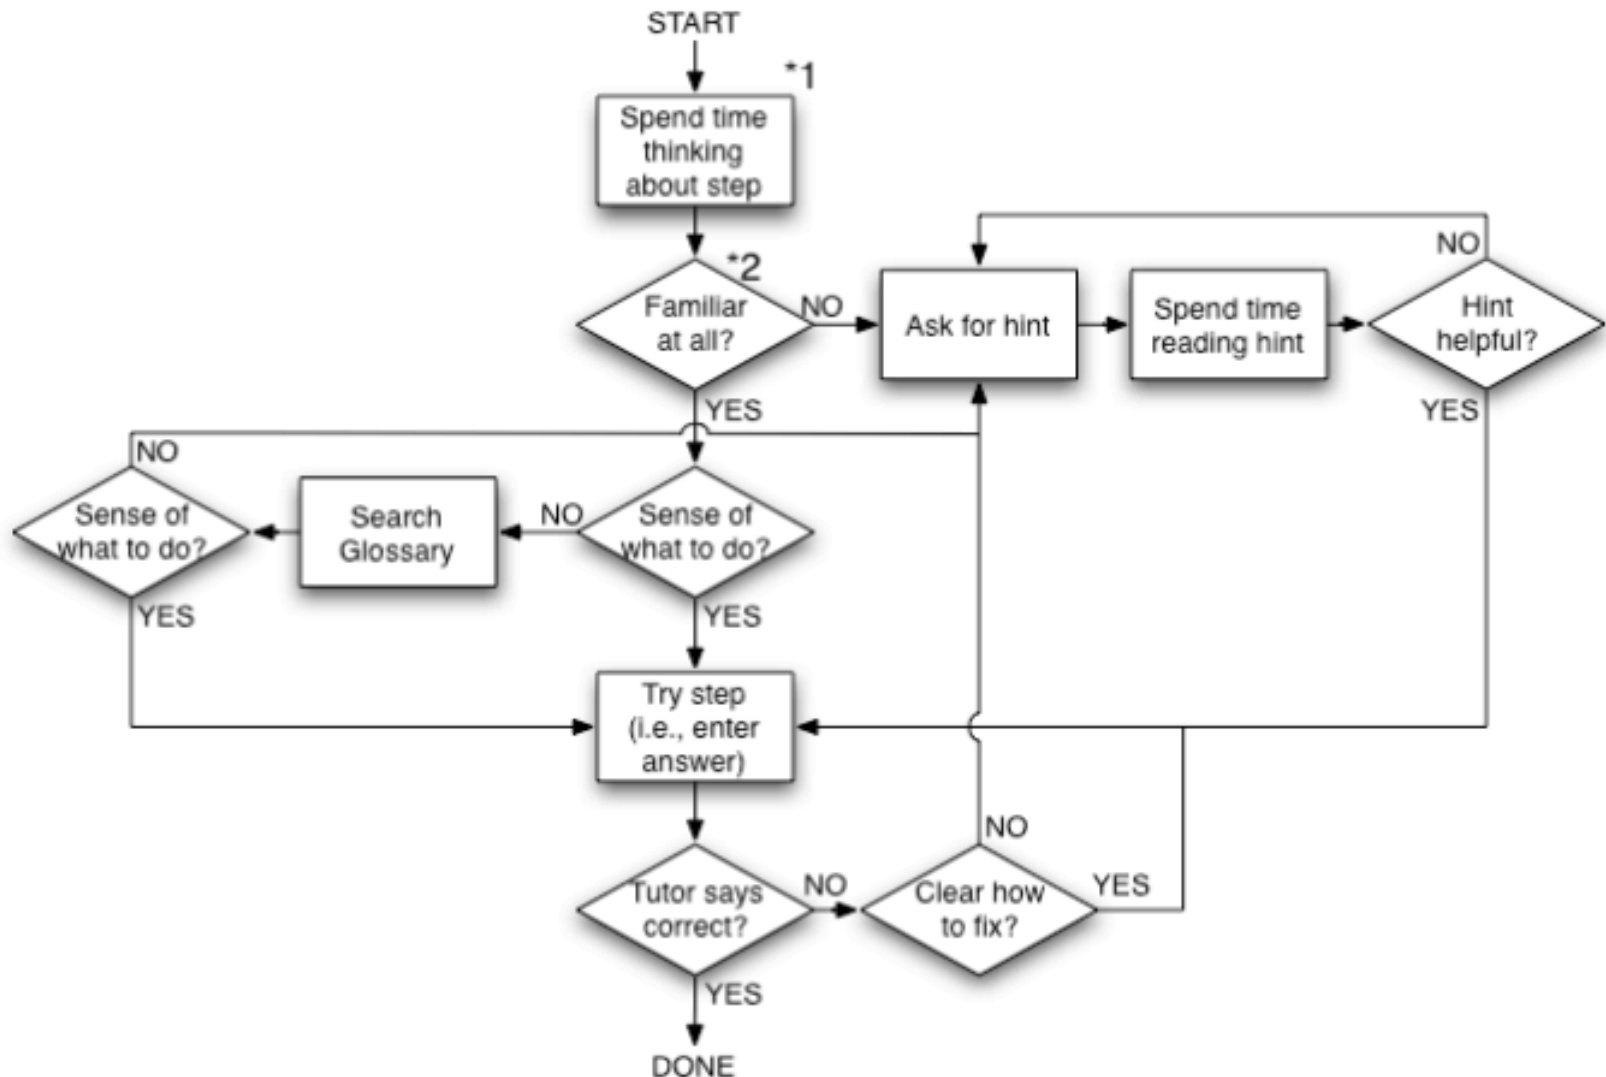 START
*1
Spend time
thinking
about step
*2
Familiar
at all?
NO
YES
Ask for hint
Spend time
reading hint
Hint
helpful?
NO
YES
NO
Sense of
what to do?
YES
Search
Glossary
NO
Sense of
what to do?
YES
Try step
(i.e., enter
answer)
Tutor says
correct?
NO
Clear how
to fix?
NO
YES
YES
DONE